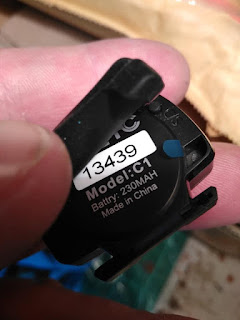 13439
Model:C1
Battry: 230MAH
Made in China